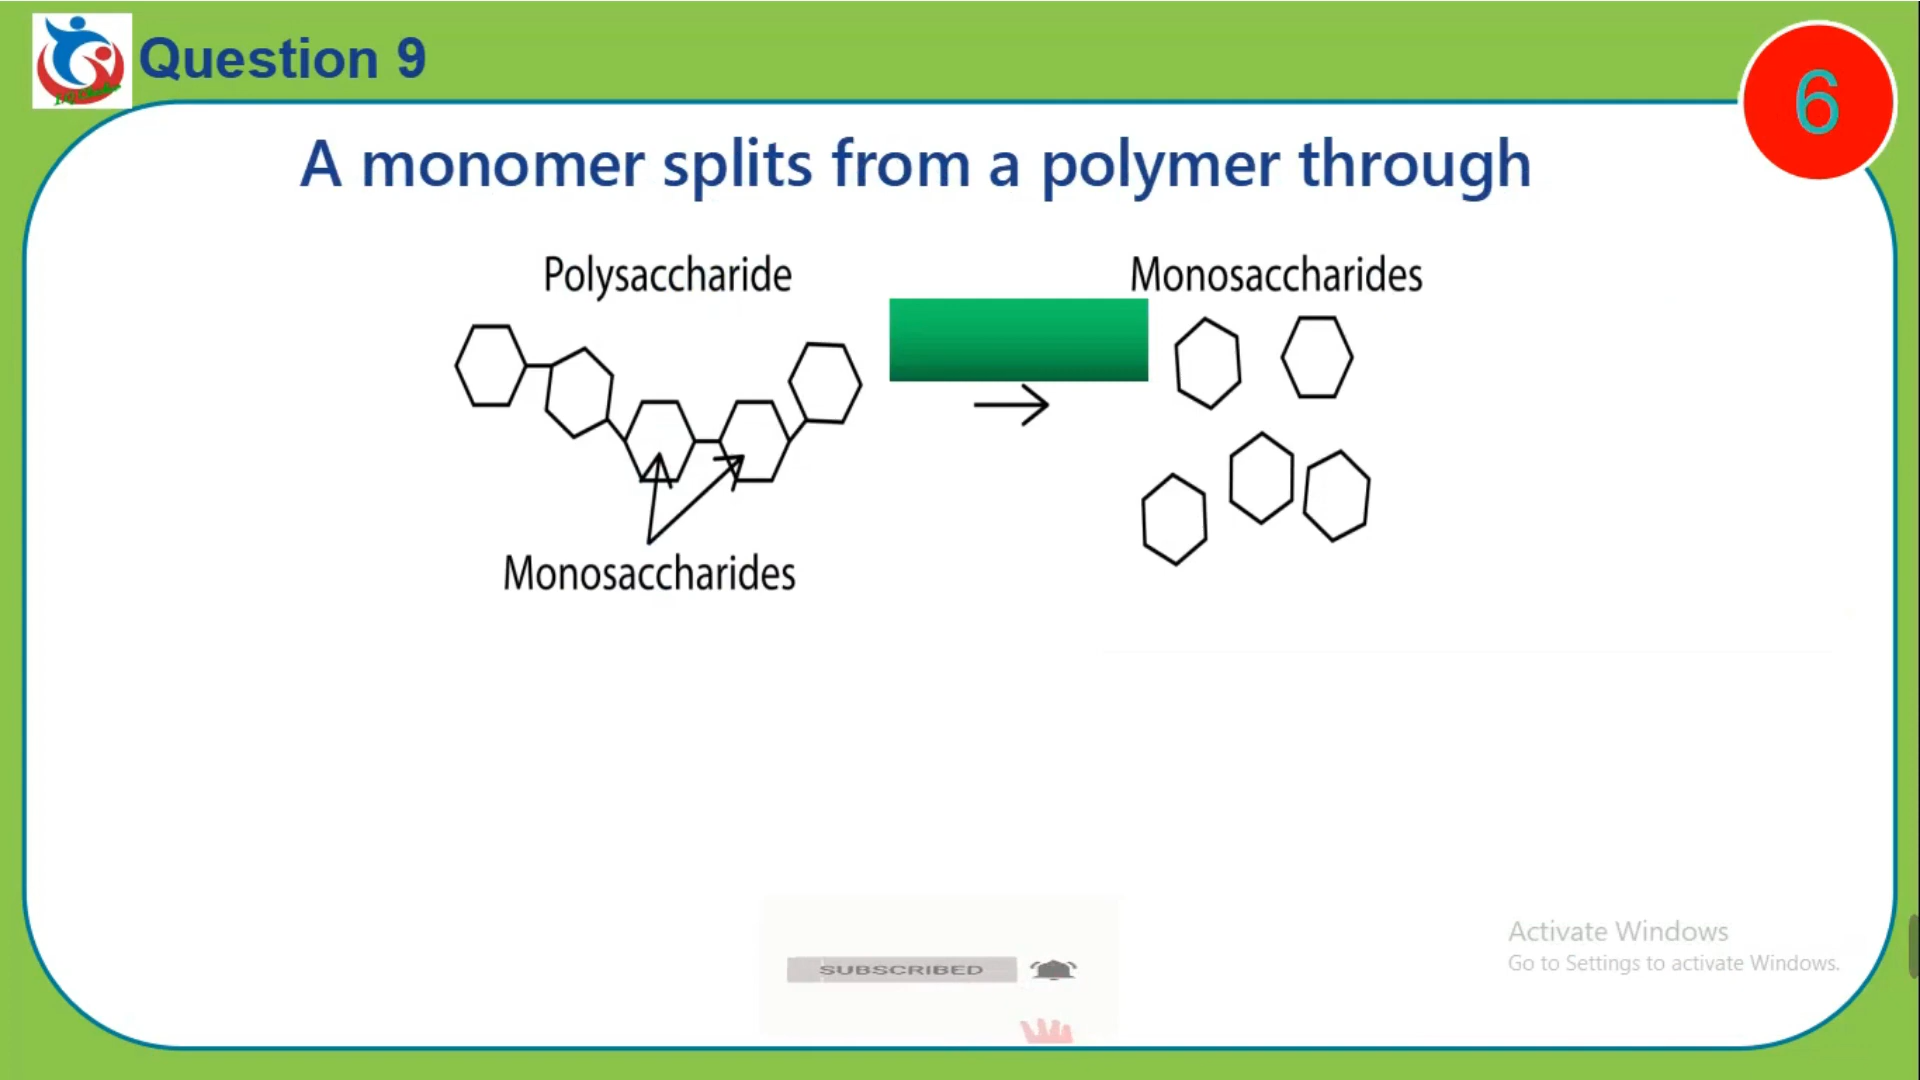 Question 9
6
A monomer splits from a polymer through
Polysaccharide
Monosaccharides
Monosaccharides
SUBSCRIBED
Activate Windows
Go to Settings to activate Windows.